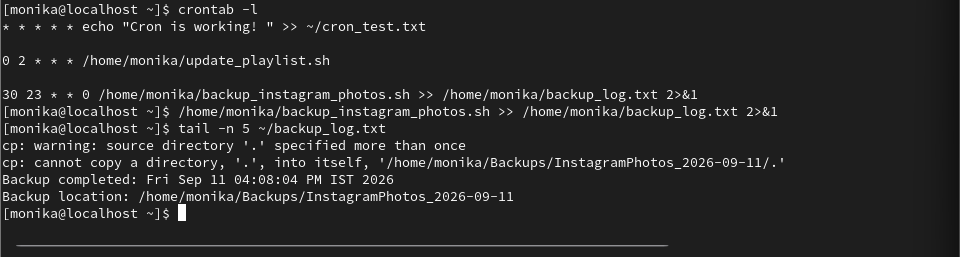 [monika@localhost ~]$ crontab -l
* * * * * echo "Cron is working! " >> ~/cron_test.txt
0 2 * * * /home/monika/update_playlist.sh
30 23 * * 0 /home/monika/backup_instagram_photos.sh >> /home/monika/backup_log.txt 2>&1
[monika@localhost ~]$ /home/monika/backup_instagram_photos.sh >> /home/monika/backup_log.txt 2>&1
[monika@localhost ~]$ tail -n 5 ~/backup_log.txt
cp: warning: source directory '.' specified more than once
cp: cannot copy a directory, '.', into itself, '/home/monika/Backups/InstagramPhotos_2026-09-11/.'
Backup completed: Fri Sep 11 04:08:04 PM IST 2026
Backup location: /home/monika/Backups/InstagramPhotos_2026-09-11
[monika@localhost ~]$